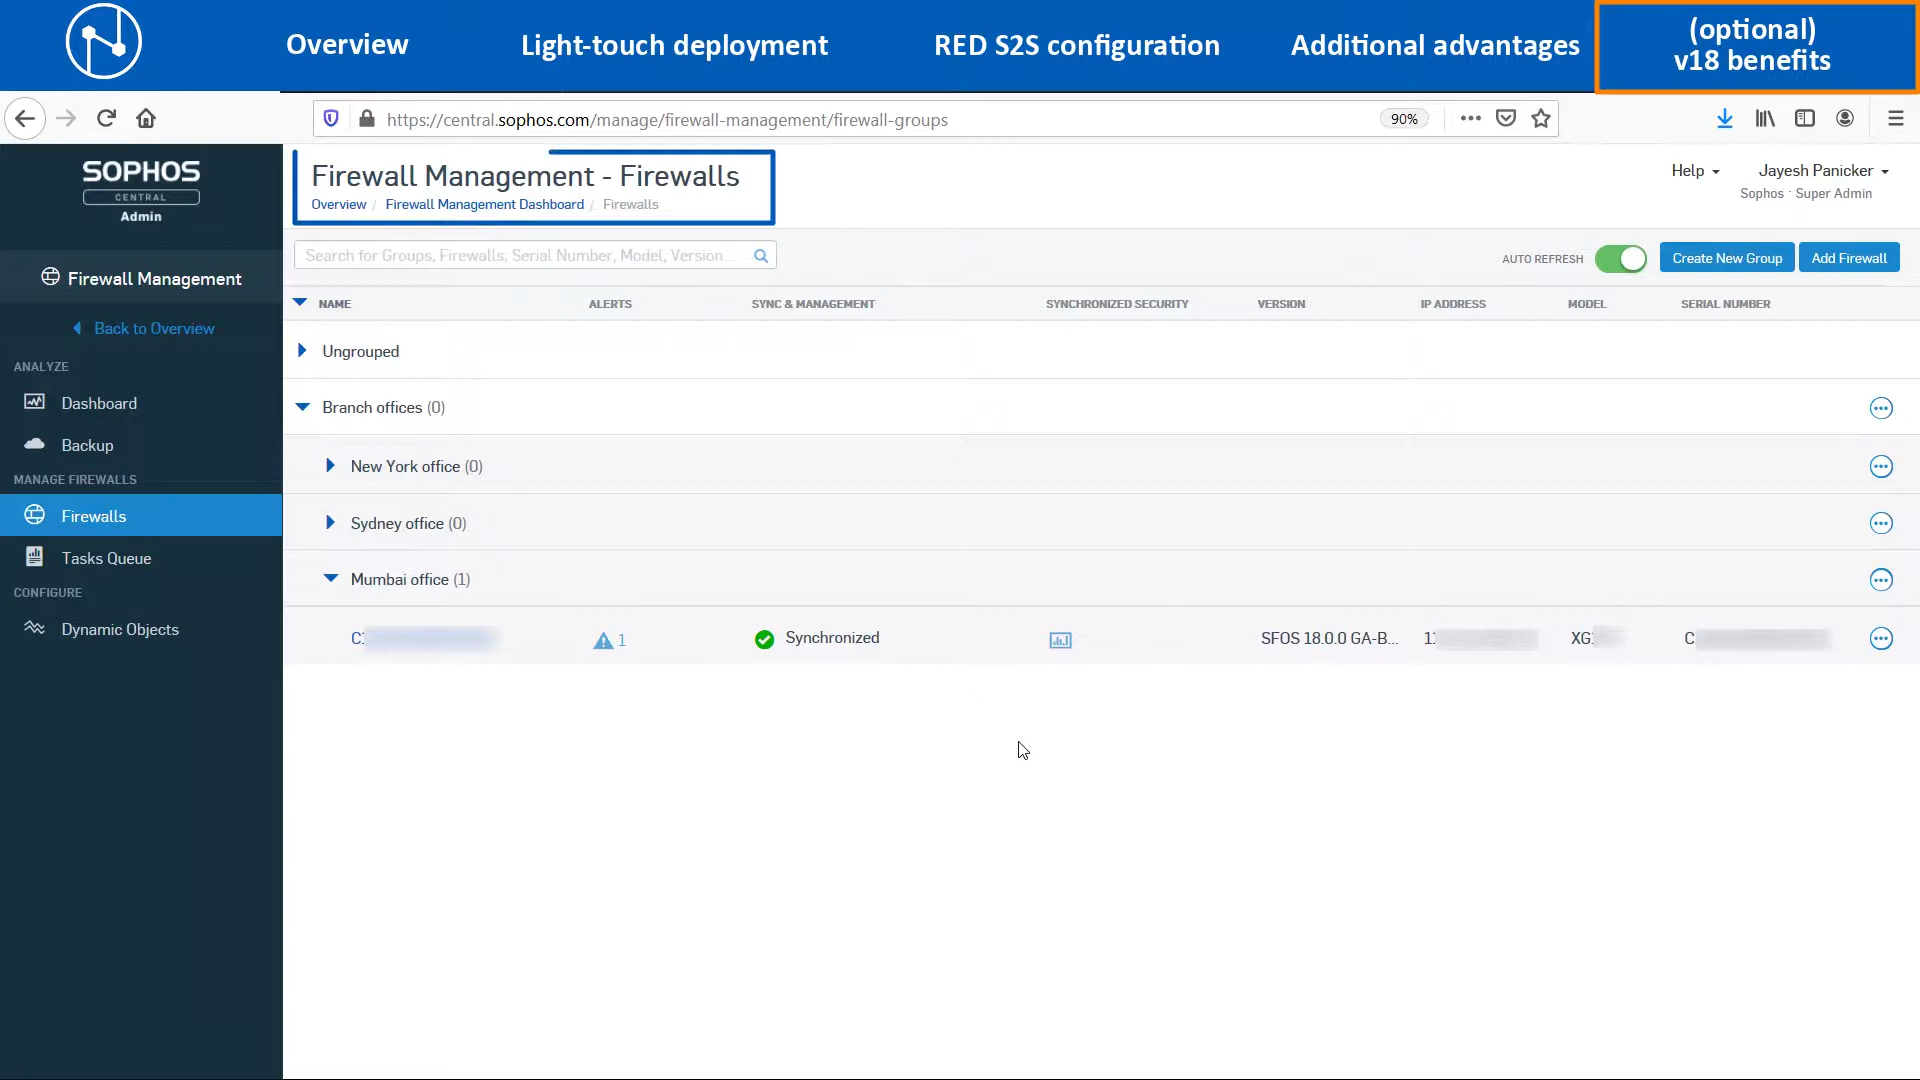 Overview
Light-touch deployment
RED S2S configuration
Additional advantages
(optional)
v18 benefits
https://central.sophos.com/manage/firewall-management/firewall-groups
90%
SOPHOS
CENTRAL
Admin
Firewall Management
Back to Overview
ANALYZE
Dashboard
Backup
MANAGE FIREWALLS
Firewalls
Tasks Queue
CONFIGURE
Dynamic Objects
Firewall Management - Firewalls
Overview / Firewall Management Dashboard / Firewalls
Help
Jayesh Panicker
Sophos · Super Admin
Search for Groups, Firewalls, Serial Number, Model, Version...
AUTO REFRESH
Create New Group
Add Firewall
NAME ALERTS SYNC & MANAGEMENT SYNCHRONIZED SECURITY VERSION IP ADDRESS MODEL SERIAL NUMBER
Ungrouped
Branch offices (0)
New York office (0)
Sydney office (0)
Mumbai office (1)
1 Synchronized SFOS 18.0.0 GA-B...